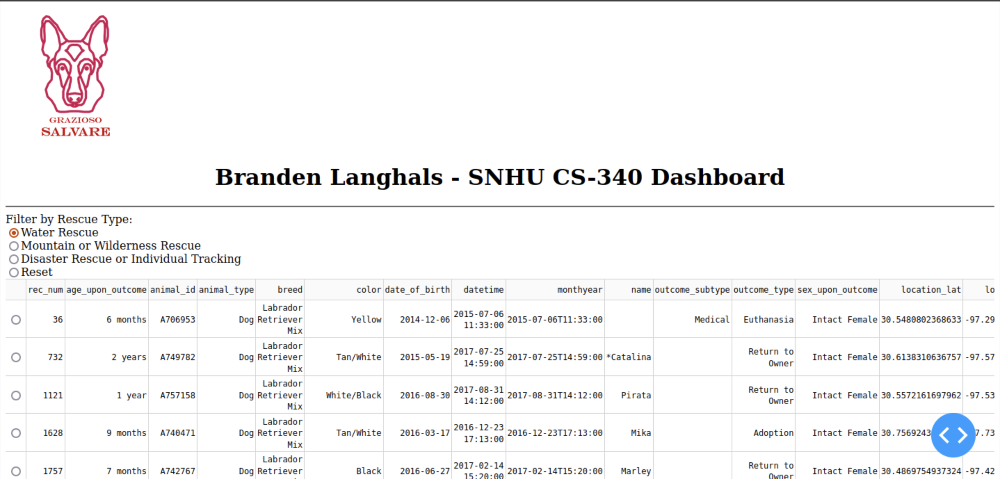 GRAZIOSO
SALVARE
Branden Langhals - SNHU CS-340 Dashboard
Filter by Rescue Type:
Water Rescue
Mountain or Wilderness Rescue
Disaster Rescue or Individual Tracking
Reset
rec_num age_upon_outcome animal_id animal_type breed color date_of_birth datetime monthyear name outcome_subtype outcome_type sex_upon_outcome location_lat lo
36 6 months A706953 Dog Labrador Retriever Mix Yellow 2014-12-06 2015-07-06 11:33:00 2015-07-06T11:33:00 Medical Euthanasia Intact Female 30.5480802368633 -97.29
732 2 years A749782 Dog Labrador Retriever Mix Tan/White 2015-05-19 2017-07-25 14:59:00 2017-07-25T14:59:00 *Catalina Return to Owner Intact Female 30.6138310636757 -97.57
1121 1 year A757158 Dog Labrador Retriever Mix White/Black 2016-08-30 2017-08-31 14:12:00 2017-08-31T14:12:00 Pirata Return to Owner Intact Female 30.5572161697962 -97.53
1628 9 months A740471 Dog Labrador Retriever Mix Tan/White 2016-03-17 2016-12-23 17:13:00 2016-12-23T17:13:00 Mika Adoption Intact Female 30.7569243 7.73
1757 7 months A742767 Dog Labrador Retriever Black 2016-06-27 2017-02-14 15:20:00 2017-02-14T15:20:00 Marley Return to Owner Intact Female 30.4869754937324 -97.42